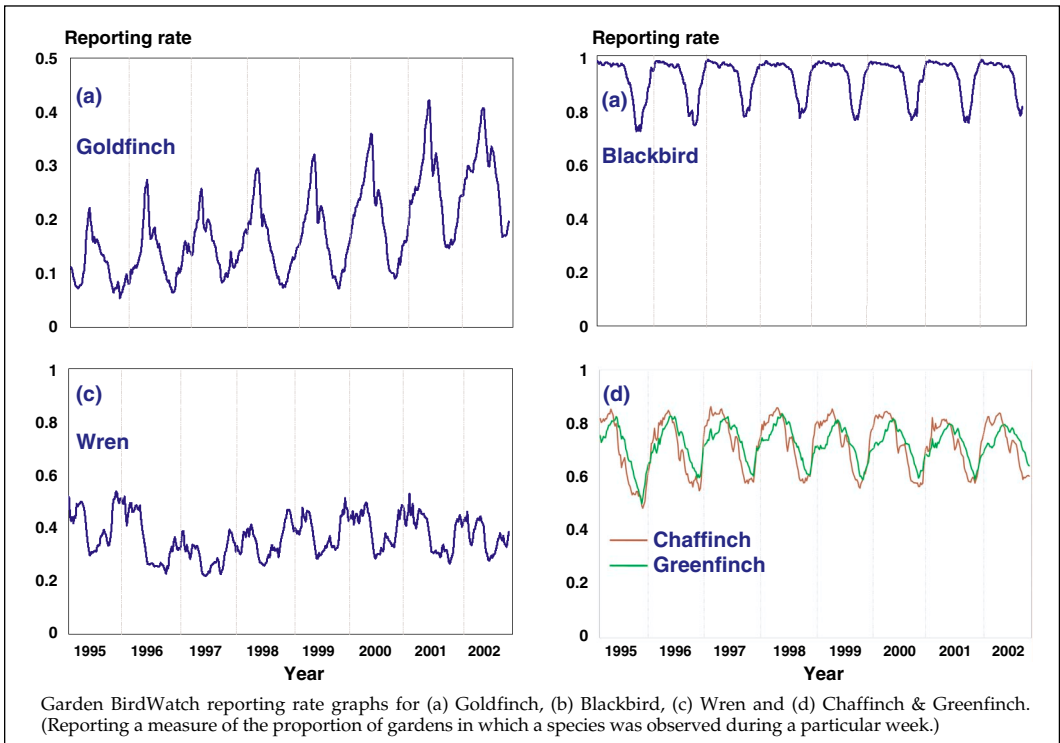 Reporting rate
0.5
0.4
0.3
0.2
0.1
0
(a)
Goldfinch
Reporting rate
1
0.8
0.6
0.4
0.2
0
(a)
Blackbird
1
0.8
0.6
0.4
0.2
0
(c)
Wren
1995 1996 1997 1998 1999 2000 2001 2002
Year
1
0.8
0.6
0.4
0.2
0
(d)
Chaffinch
Greenfinch
1995 1996 1997 1998 1999 2000 2001 2002
Year
Garden BirdWatch reporting rate graphs for (a) Goldfinch, (b) Blackbird, (c) Wren and (d) Chaffinch & Greenfinch.
(Reporting a measure of the proportion of gardens in which a species was observed during a particular week.)